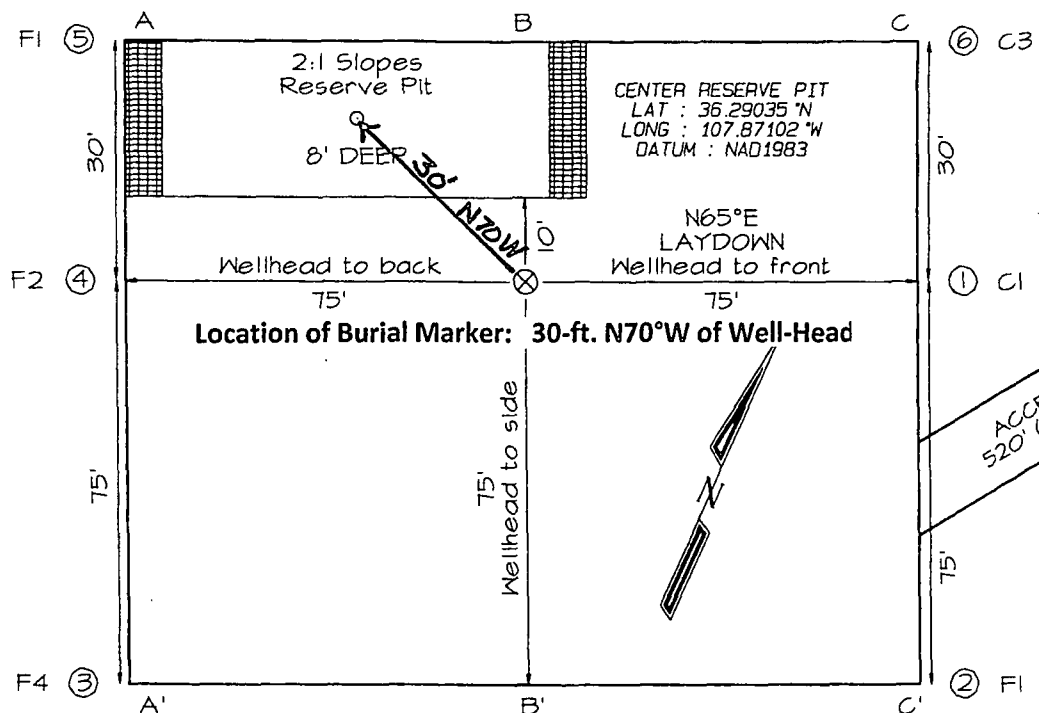 A B C
F1 ⑤ ⑥ C3
2:1 Slopes
Reserve Pit
CENTER RESERVE PIT
LAT : 36.29035 °N
LONG : 107.87102 °W
DATUM : NAD1983
30'
30'
8' DEEP
30' N70W
10'
N65°E
LAYDOWN
F2 ④ Wellhead to back Wellhead to front ① C1
75' 75'
Location of Burial Marker: 30-ft. N70°W of Well-Head
75'
75'
Wellhead to side
N
520'
75'
F4 ③ ② F1
A' B' C'